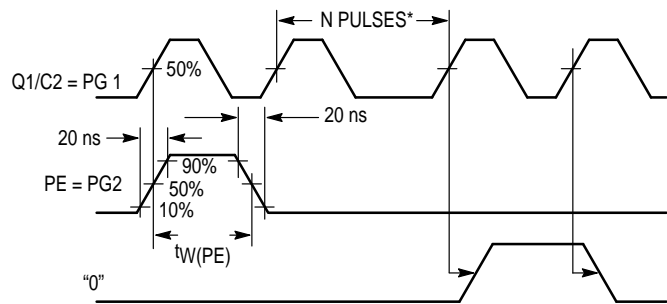 N PULSES*
Q1/C2 = PG 1
50%
20 ns
20 ns
PE = PG2
90%
50%
10%
tW(PE)
“0”